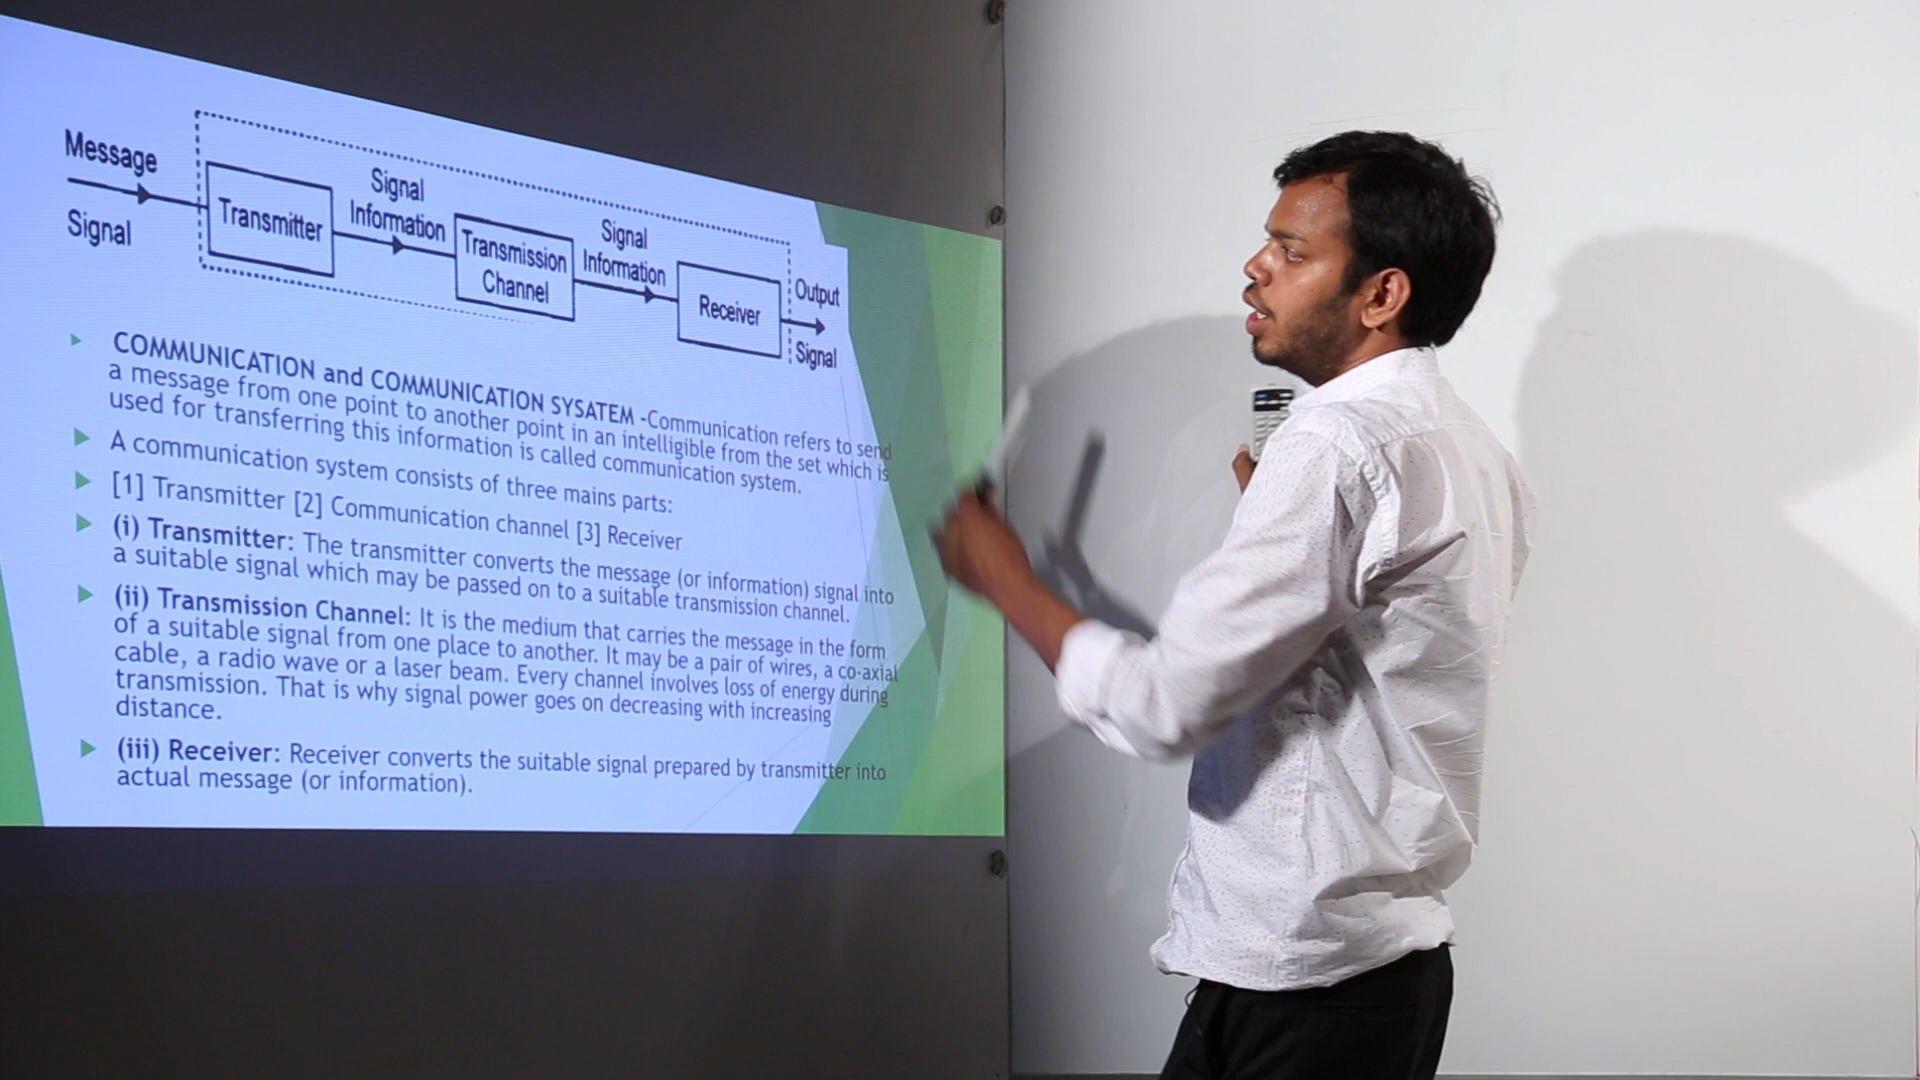 Message
Signal
Transmitter
Signal
Information
Transmission
Channel
Signal
Information
Receiver
Output
Signal
COMMUNICATION and COMMUNICATION SYSATEM -Communication refers to send
a message from one point to another point in an intelligible from the set which is
used for transferring this information is called communication system.
A communication system consists of three mains parts:
[1] Transmitter [2] Communication channel [3] Receiver
(i) Transmitter: The transmitter converts the message (or information) signal into
a suitable signal which may be passed on to a suitable transmission channel.
(ii) Transmission Channel: It is the medium that carries the message in the form
of a suitable signal from one place to another. It may be a pair of wires, a co-axial
cable, a radio wave or a laser beam. Every channel involves loss of energy during
transmission. That is why signal power goes on decreasing with increasing
distance.
(iii) Receiver: Receiver converts the suitable signal prepared by transmitter into
actual message (or information).